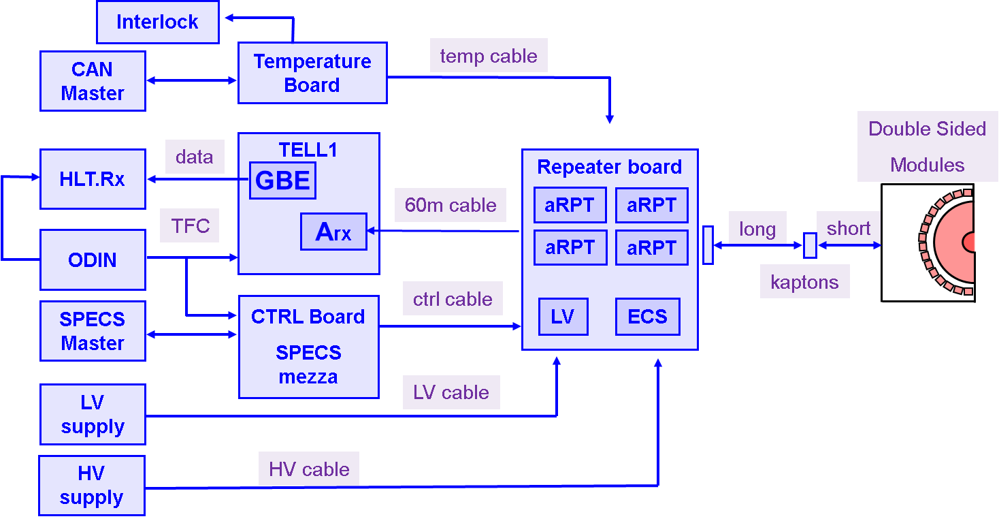 Interlock
CAN
Master
Temperature
Board
temp cable
Double Sided
Modules
HLT.Rx
data
TELL1
GBE
Arx
60m cable
Repeater board
aRPT
aRPT
aRPT
aRPT
LV
ECS
long
short
kaptons
TFC
ODIN
SPECS
Master
CTRL Board
SPECS
mezza
ctrl cable
LV
supply
LV cable
HV
supply
HV cable